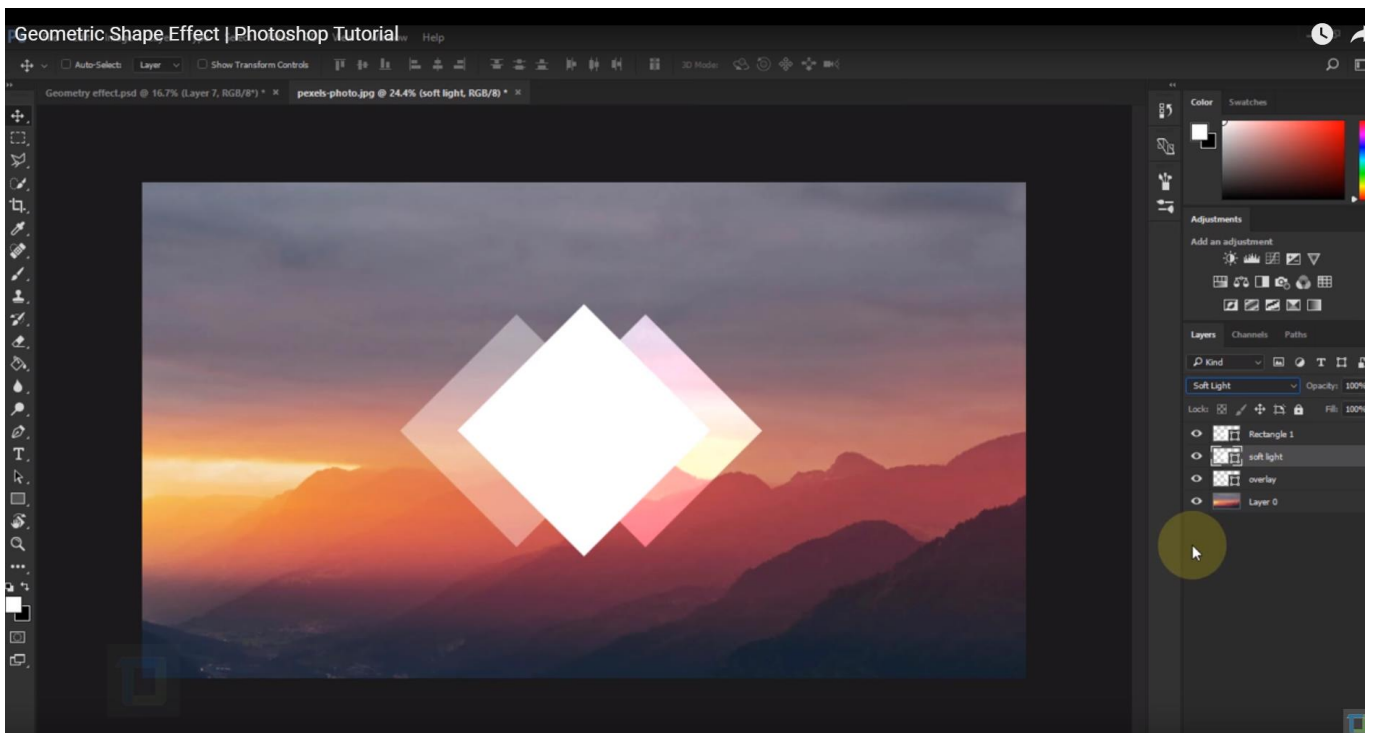 Geometric Shape Effect | Photoshop Tutorial
Help
Auto-Select: Layer Show Transform Controls 3D Mode:
Geometry effect.psd @ 16.7% (Layer 7, RGB/8*) * × pexels-photo.jpg @ 24.4% (soft light, RGB/8) * ×
Color Swatches
Adjustments
Add an adjustment
Layers Channels Paths
Kind
Soft Light Opacity: 100%
Lock: Fill: 100%
Rectangle 1
soft light
overlay
Layer 0